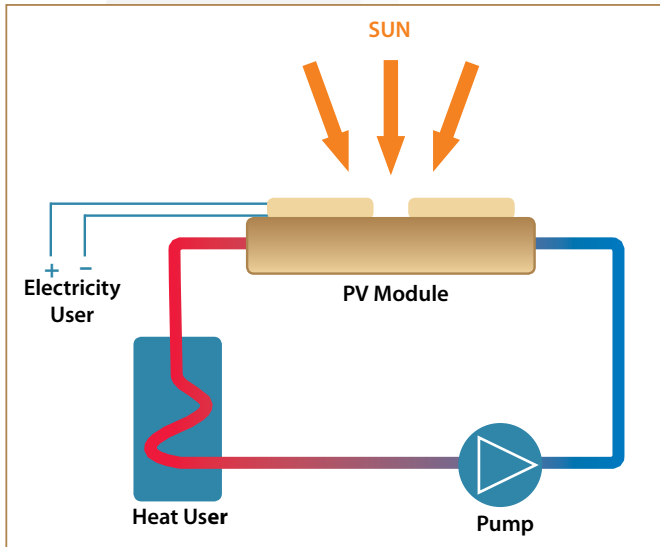 SUN
+ −
Electricity
User
PV Module
Heat User
Pump